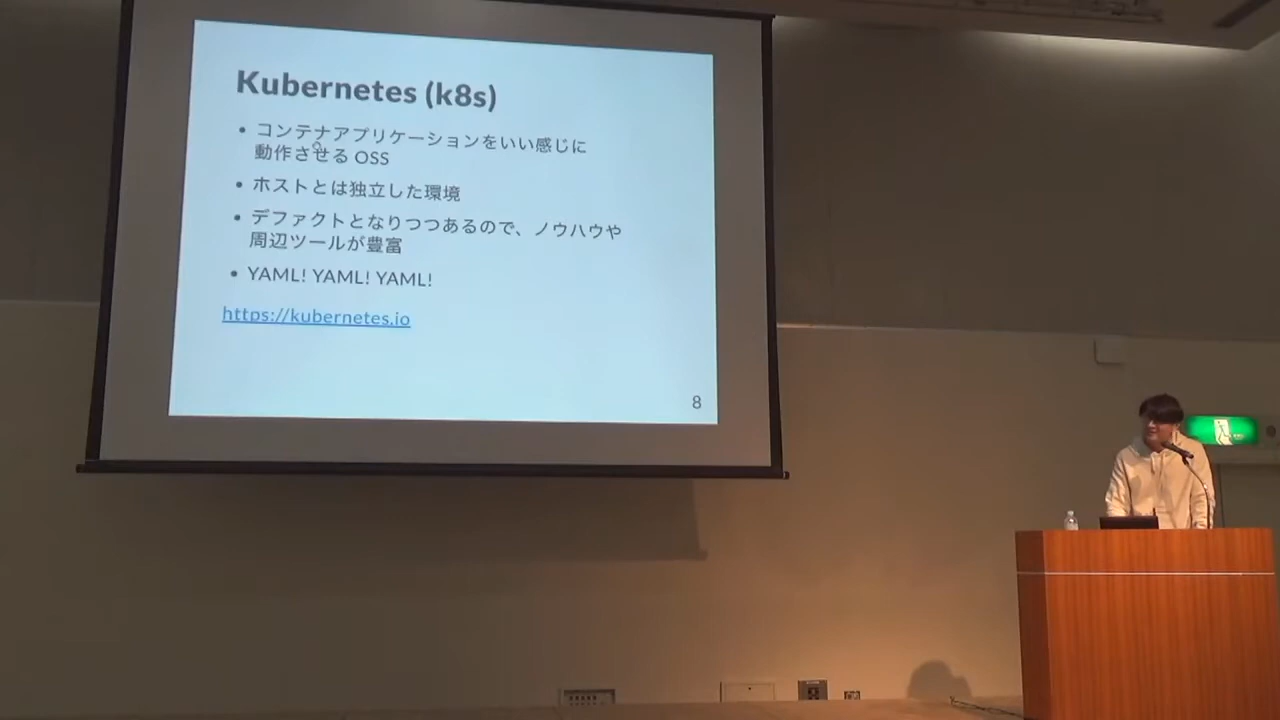 Kubernetes (k8s)
• コンテナアプリケーションをいい感じに
動作させる OSS
• ホストとは独立した環境
• デファクトとなりつつあるので、ノウハウや
周辺ツールが豊富
• YAML! YAML! YAML!
https://kubernetes.io
8